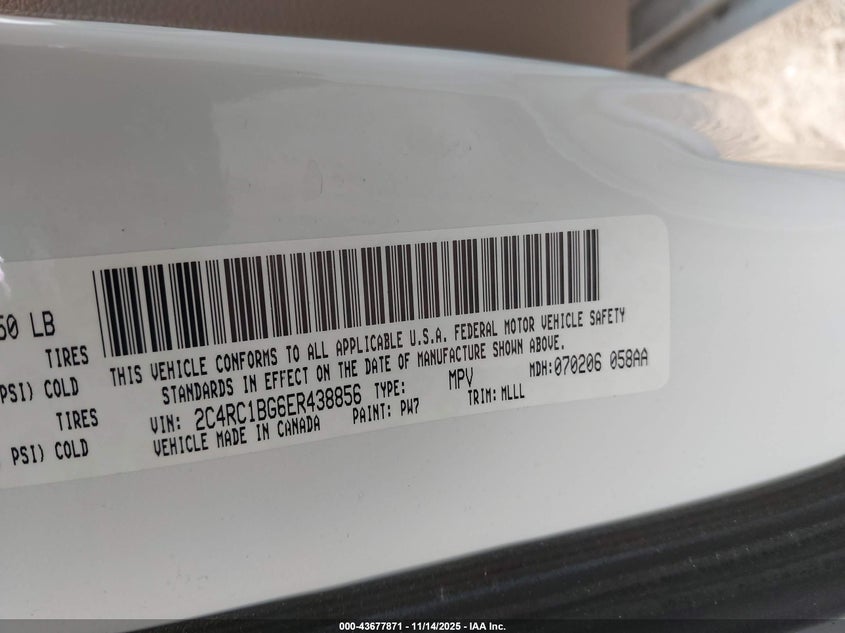 50 LB
TIRES
PSI) COLD
TIRES
PSI) COLD
THIS VEHICLE CONFORMS TO ALL APPLICABLE U.S.A. FEDERAL MOTOR VEHICLE SAFETY
STANDARDS IN EFFECT ON THE DATE OF MANUFACTURE SHOWN ABOVE.
VIN: 2C4RC1BG6ER438856 TYPE: MPV MDH:070206 058AA
VEHICLE MADE IN CANADA PAINT: PW7 TRIM: MLLL
000-43677871 - 11/14/2025 - IAA Inc.